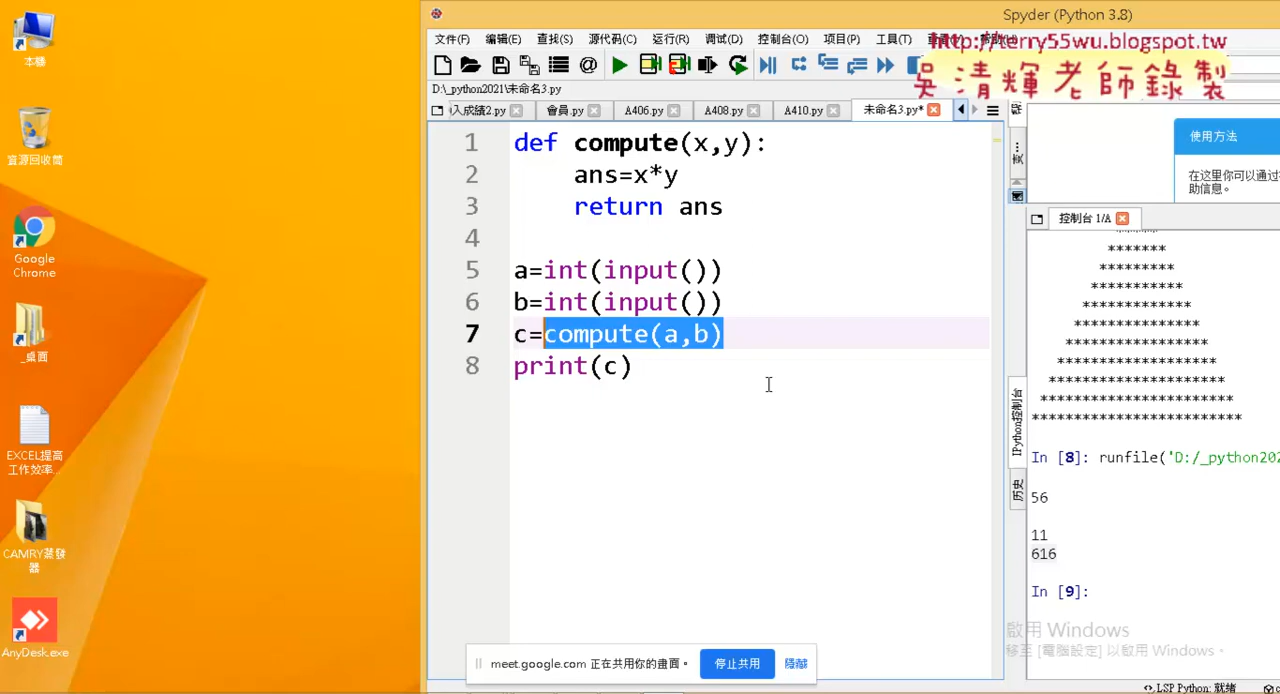 本機
資源回收筒
Google
Chrome
_桌面
EXCEL提高
工作效率...
CAMRY蒸發
器
AnyDesk.exe
Spyder (Python 3.8)
文件(F) 编辑(E) 查找(S) 源代码(C) 运行(R) 调试(D) 控制台(O) 项目(P) 工具(T)
http://terry55wu.blogspot.tw
吳清輝老師錄製
D:\_python2021\未命名3.py
入成績2.py 會員.py A406.py A408.py A410.py 未命名3.py*
1 def compute(x,y):
2 ans=x*y
3 return ans
4
5 a=int(input())
6 b=int(input())
7 c=compute(a,b)
8 print(c)
使用方法
在这里你可以通过
助信息。
控制台 1/A
*******
*********
***********
*************
***************
*****************
*******************
*********************
***********************
*************************
In [8]: runfile('D:/_python202
56
11
616
In [9]:
IPython控制台
历史
啟用 Windows
移至 [電腦設定] 以啟用 Windows。
meet.google.com 正在共用你的畫面。 停止共用 隱藏
LSP Python: 就绪